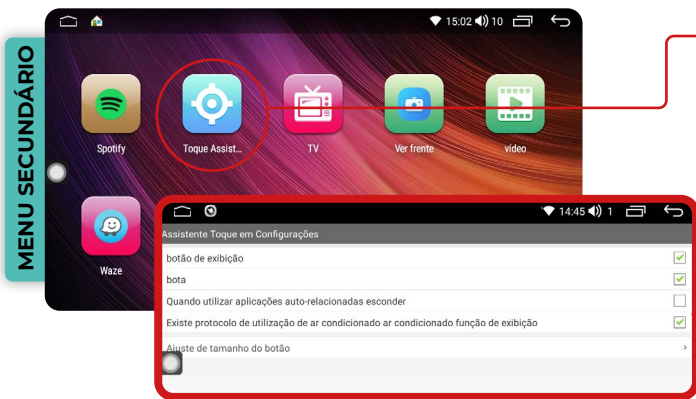 MENU SECUNDÁRIO
15:02 10
Spotify
Toque Assist...
TV
Ver frente
vídeo
Waze
14:45 1
Assistente Toque em Configurações
botão de exibição
bota
Quando utilizar aplicações auto-relacionadas esconder
Existe protocolo de utilização de ar condicionado ar condicionado função de exibição
Ajuste de tamanho do botão